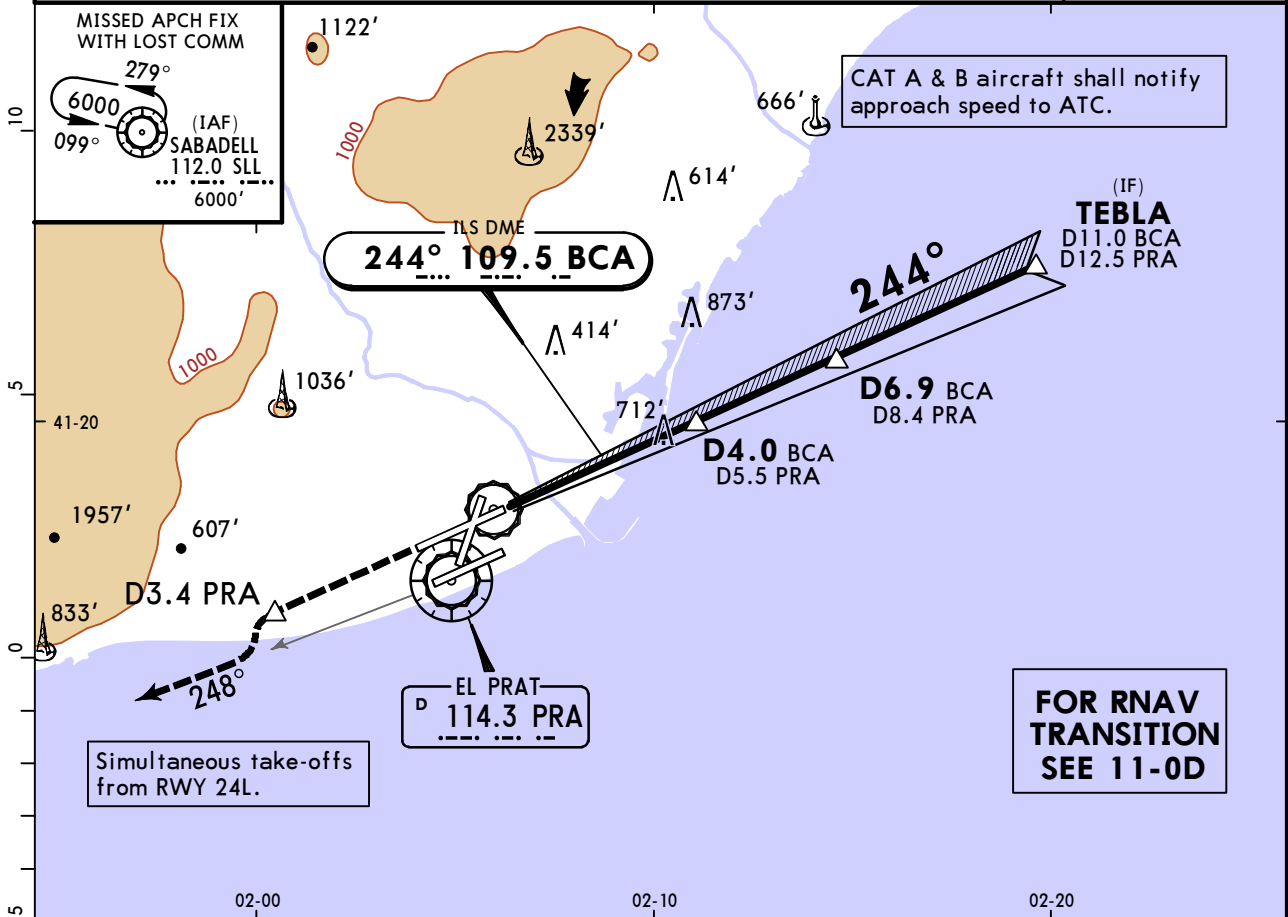 MISSED APCH FIX
WITH LOST COMM
279°
6000
099°
(IAF)
SABADELL
112.0 SLL
6000'
1122'
1000
2339'
666'
CAT A & B aircraft shall notify
approach speed to ATC.
614'
(IF)
TEBLA
D11.0 BCA
D12.5 PRA
ILS DME
244° 109.5 BCA
244°
873'
414'
1000
1036'
D6.9 BCA
D8.4 PRA
712'
D4.0 BCA
D5.5 PRA
10
5
41-20
0
5
1957'
607'
D3.4 PRA
833'
248°
EL PRAT
D 114.3 PRA
FOR RNAV
TRANSITION
SEE 11-0D
Simultaneous take-offs
from RWY 24L.
02-00
02-10
02-20